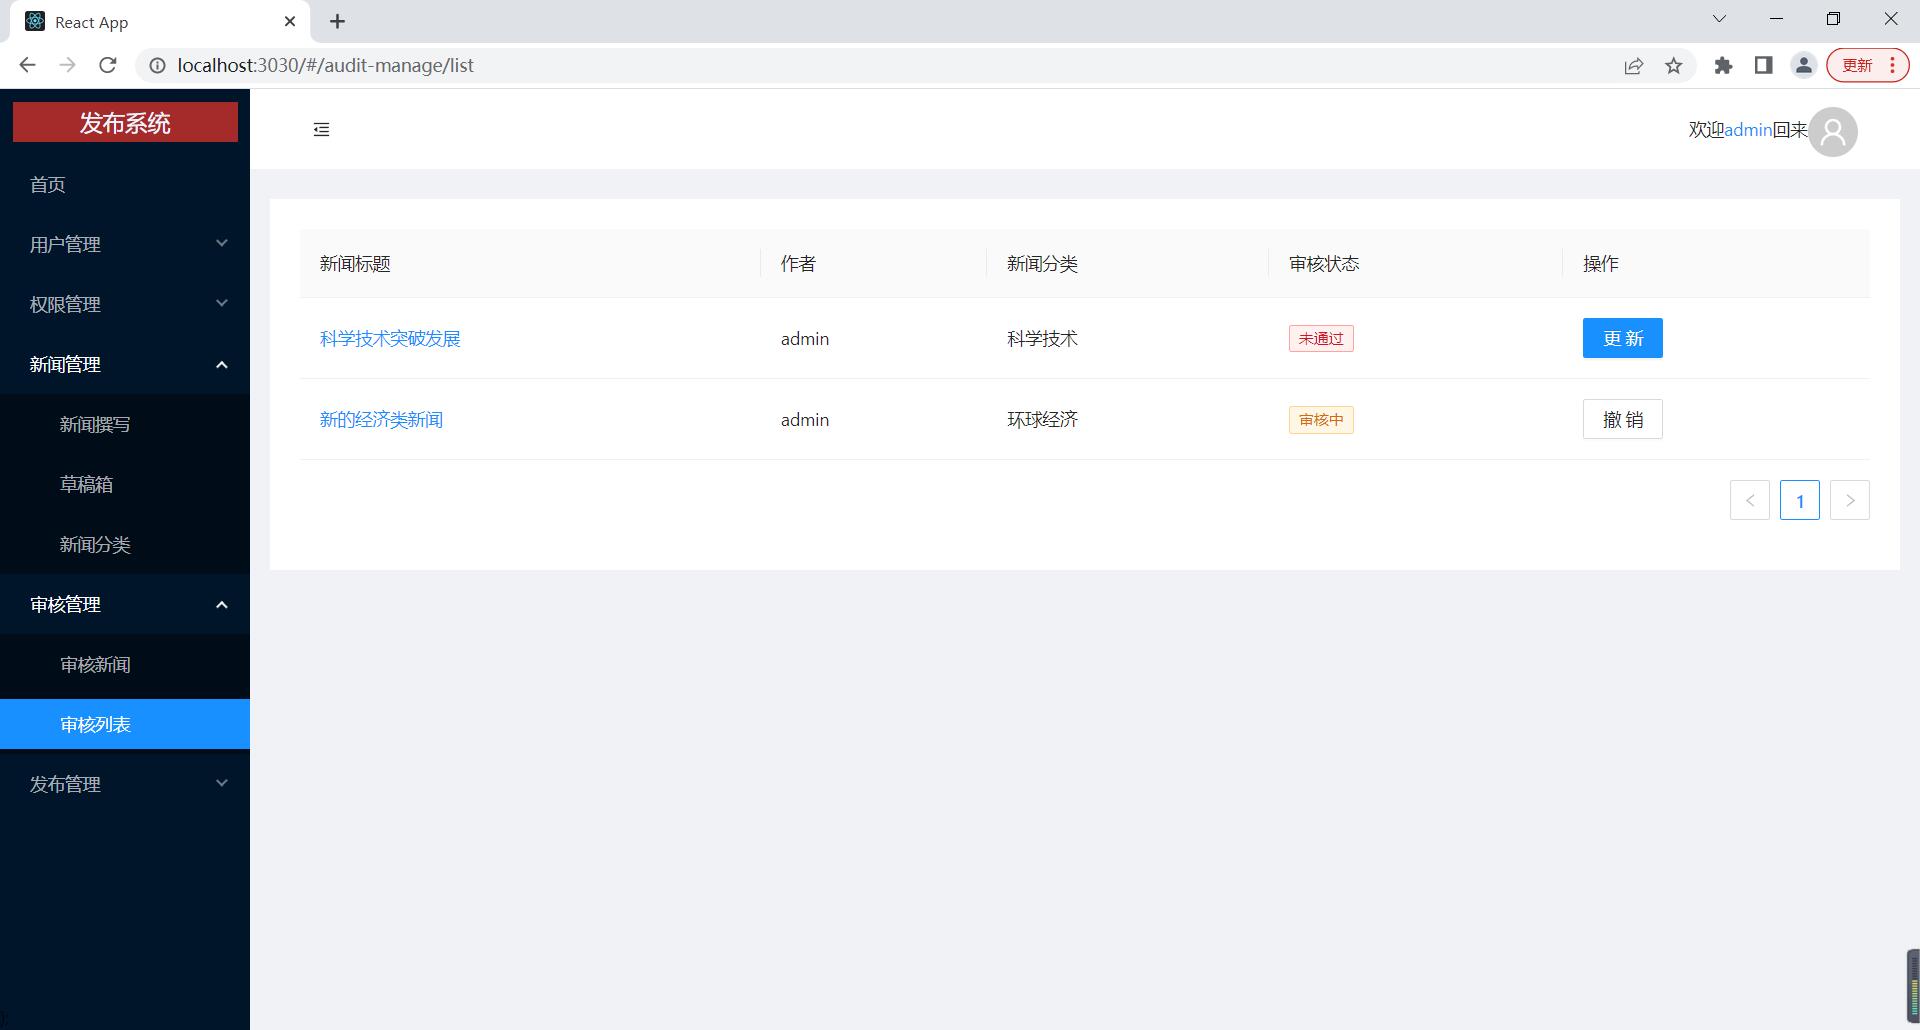 React App
localhost:3030/#/audit-manage/list
更新
发布系统
欢迎admin回来
首页
用户管理
权限管理
新闻管理
新闻撰写
草稿箱
新闻分类
审核管理
审核新闻
审核列表
发布管理
新闻标题 作者 新闻分类 审核状态 操作
科学技术突破发展 admin 科学技术 未通过 更新
新的经济类新闻 admin 环球经济 审核中 撤销
1